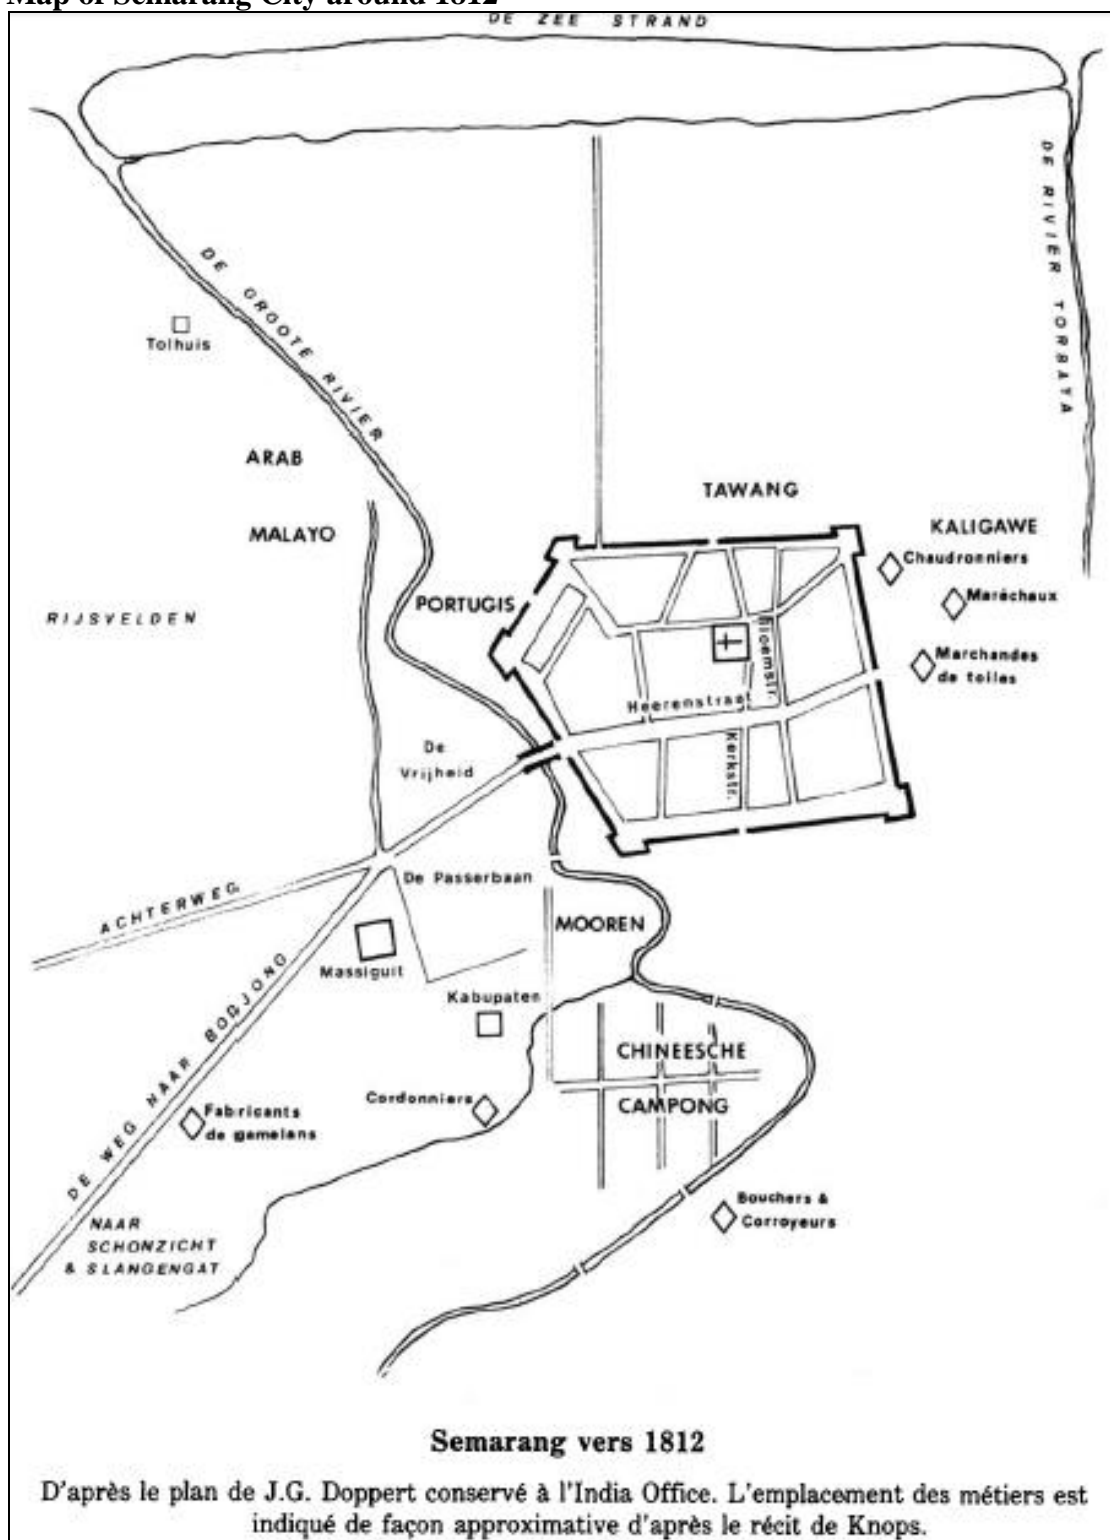 Map of Semarang City around 1812
DE ZEE STRAND
DE RIVIER TORBAYA
DE GROOTE RIVIER
Tolhuis
ARAB
TAWANG
KALIGAWE
MALAYO
Chaudronniers
Maréchaux
PORTUGIS
RIJSVELDEN
Bloemstr.
Marchandes
de toiles
Heerenstraat
De
Vrijheid
Kerkstr.
De Passerbaan
ACHTERWEG
MOOREN
Massiguit
Kabupaten
DE WEG NAAR BODJONG
CHINEESCHE
CAMPONG
Cordonniers
Fabricants
de gamelans
Bouchers &
Corroyeurs
NAAR
SCHONZICHT
& SLANGENGAT
Semarang vers 1812
D'après le plan de J.G. Doppert conservé à l'India Office. L'emplacement des métiers est
indiqué de façon approximative d'après le récit de Knops.